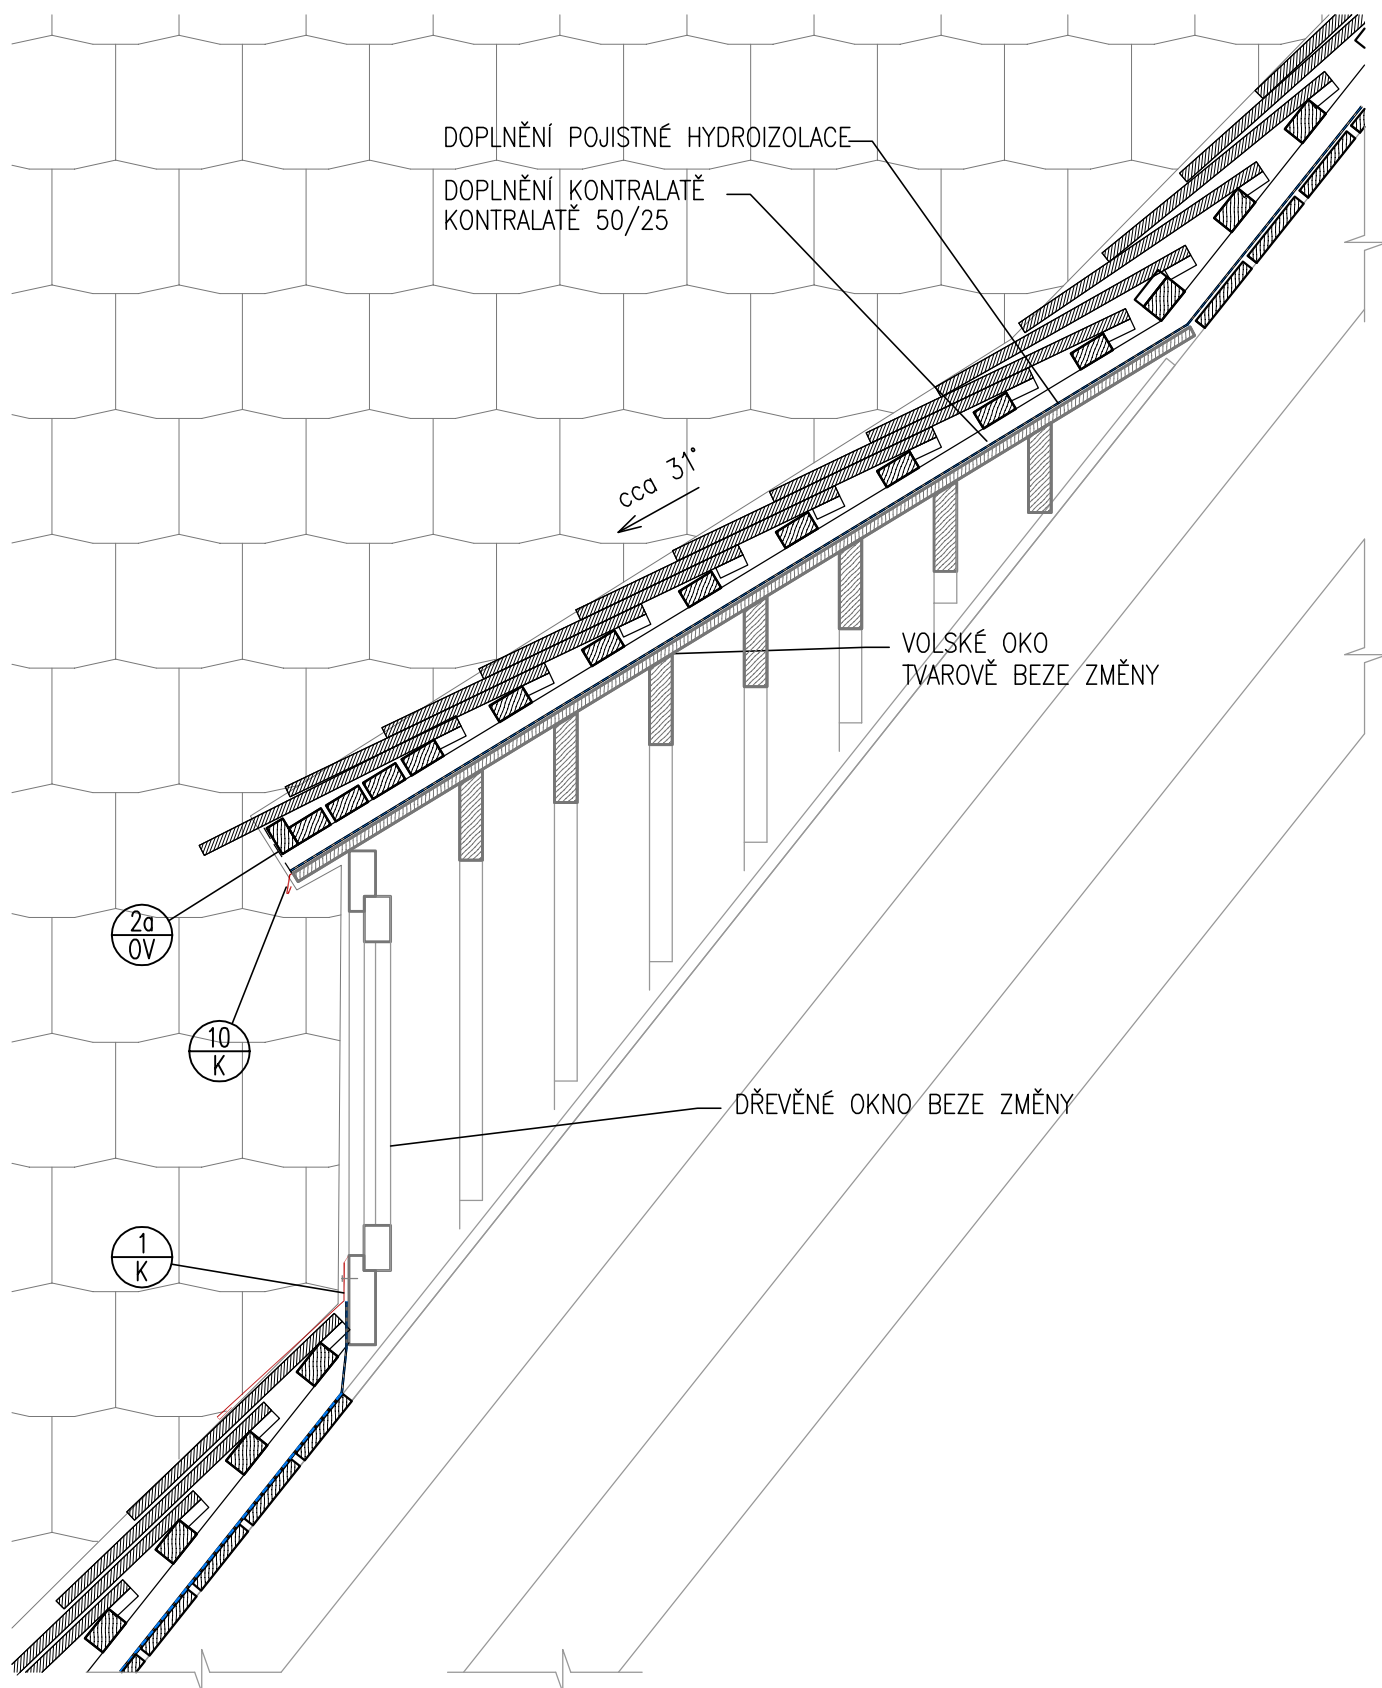 DOPLNĚNÍ POJISTNÉ HYDROIZOLACE
DOPLNĚNÍ KONTRALATĚ
KONTRALATĚ 50/25
cca 31°
VOLSKÉ OKO
TVAROVĚ BEZE ZMĚNY
2a
OV
10
K
DŘEVĚNÉ OKNO BEZE ZMĚNY
1
K